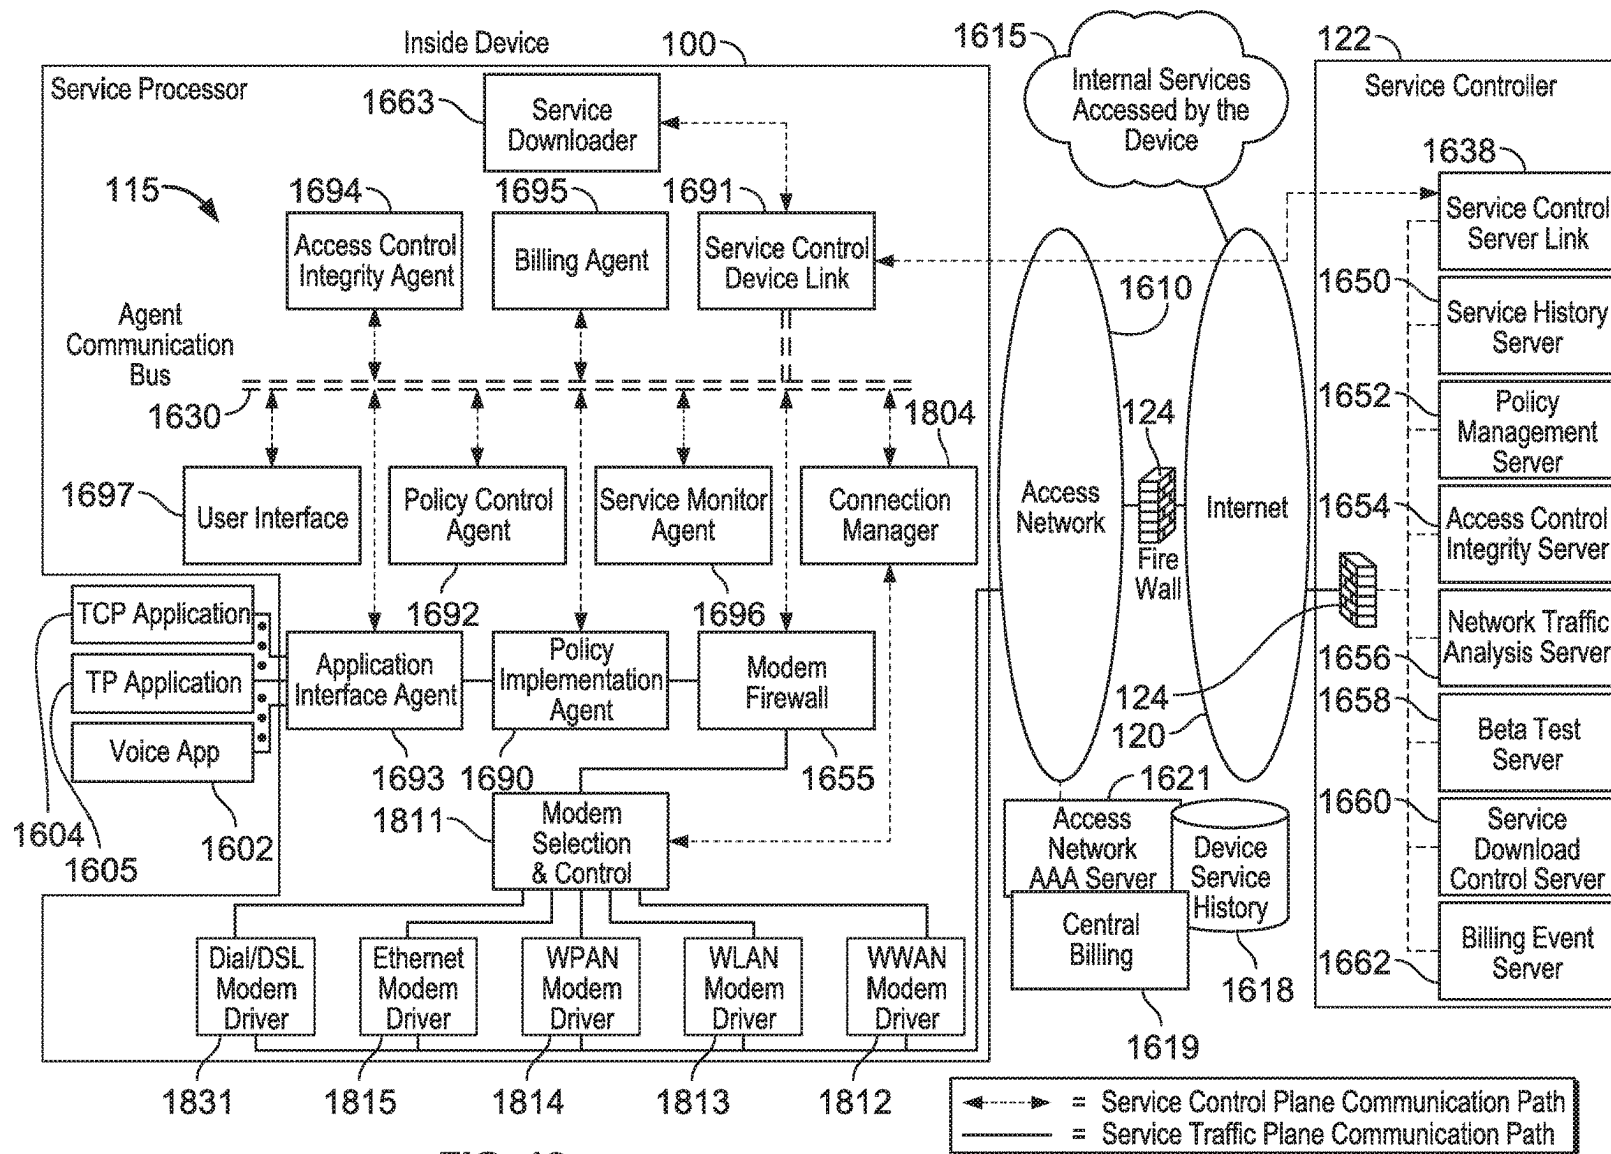 Inside Device
100
1615
122
Service Processor
1663
Service
Downloader
Internal Services
Accessed by the
Device
Service Controller
115
1694
1695
1691
1638
Access Control
Integrity Agent
Billing Agent
Service Control
Device Link
Service Control
Server Link
1610
1650
Service History
Server
Agent
Communication
Bus
1630
1804
124
1652
Policy
Management
Server
1697
User Interface
Policy Control
Agent
Service Monitor
Agent
Connection
Manager
Access
Network
Fire
Wall
Internet
1654
Access Control
Integrity Server
1692
1696
TCP Application
TP Application
Voice App
Application
Interface Agent
Policy
Implementation
Agent
Modem
Firewall
124
120
1656
Network Traffic
Analysis Server
1604
1605
1602
1693
1690
1655
1658
Beta Test
Server
1811
Modem
Selection
& Control
1621
Access
Network
AAA Server
Device
Service
History
1660
Service
Download
Control Server
Central
Billing
1618
1619
1662
Billing Event
Server
Dial/DSL
Modem
Driver
Ethernet
Modem
Driver
WPAN
Modem
Driver
WLAN
Modem
Driver
WWAN
Modem
Driver
1831
1815
1814
1813
1812
= Service Control Plane Communication Path
= Service Traffic Plane Communication Path